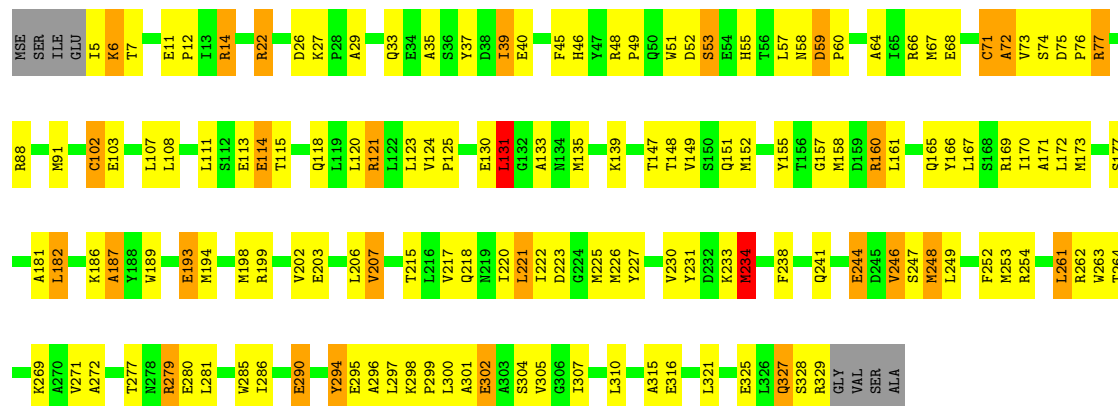 MSE SER ILE GLU I5 K6 T7 E11 P12 I13 R14 R22 D26 K27 P28 A29 Q33 E34 A35 S36 Y37 D38 I39 E40 F45 H46 Y47 R48 P49 Q50 W51 D52 S53 E54 H55 T56 L57 N58 D59 P60 A64 I65 R66 M67 E68 C71 A72 V73 S74 D75 P76 R77
R88 M91 C102 E103 L107 L108 L111 S112 E113 E114 T115 Q118 L119 L120 R121 L122 L123 V124 P125 E130 L131 G132 A133 N134 M135 K139 T147 T148 V149 S150 Q151 M152 Y155 T156 G157 M158 D159 R160 L161 Q165 Y166 L167 S168 R169 I170 A171 L172 M173 S177
A181 L182 K186 A187 Y188 W189 E193 M194 M198 R199 V202 E203 L206 V207 T215 L216 V217 Q218 N219 I220 L221 I222 D223 G224 M225 M226 Y227 V230 Y231 D232 K233 M234 F238 Q241 E244 D245 V246 S247 M248 L249 F252 M253 R254 L261 R262 W263 T264
K269 A270 V271 A272 T277 N278 R279 E280 L281 W285 I286 E290 Y294 E295 A296 L297 K298 P299 L300 A301 E302 A303 S304 V305 G306 I307 L310 A315 E316 L321 E325 L326 Q327 S328 R329 GLY VAL SER ALA